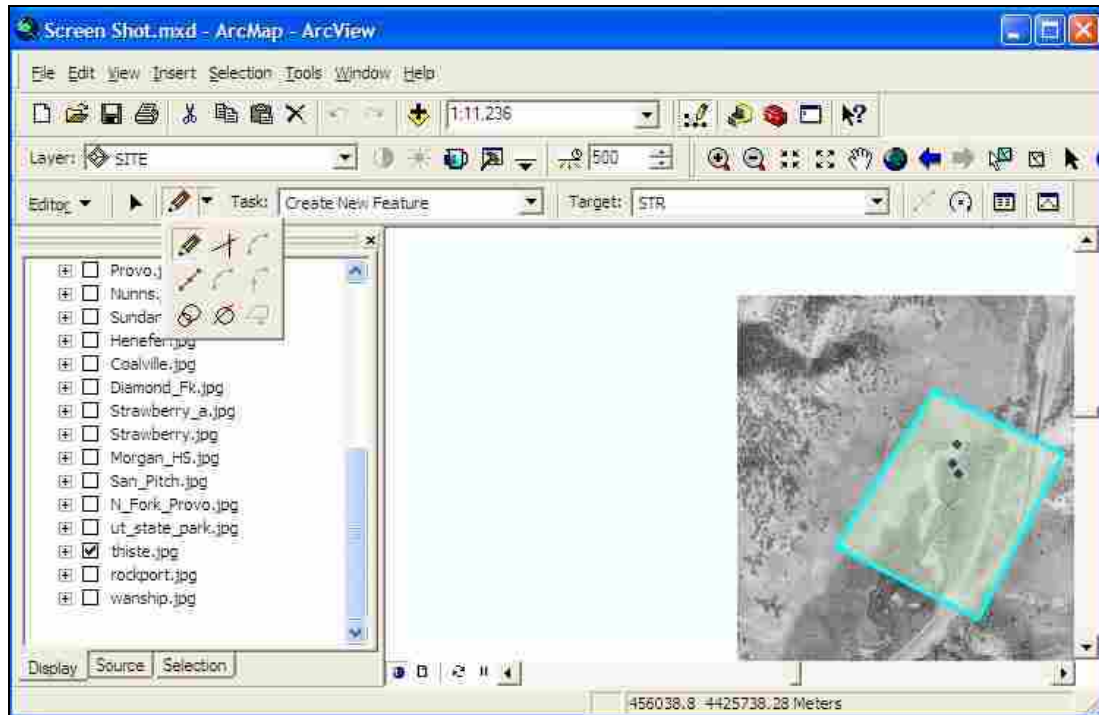 Screen Shot.mxd - ArcMap - ArcView
File Edit View Insert Selection Tools Window Help
1:11,236
Layer: SITE 500
Editor Task: Create New Feature Target: STR
Provo.j
Nunns.
Sundar
Henefer.jpg
Coalville.jpg
Diamond_Fk.jpg
Strawberry_a.jpg
Strawberry.jpg
Morgan_HS.jpg
San_Pitch.jpg
N_Fork_Provo.jpg
ut_state_park.jpg
thiste.jpg
rockport.jpg
wanship.jpg
Display Source Selection
456038.8 4425738.28 Meters